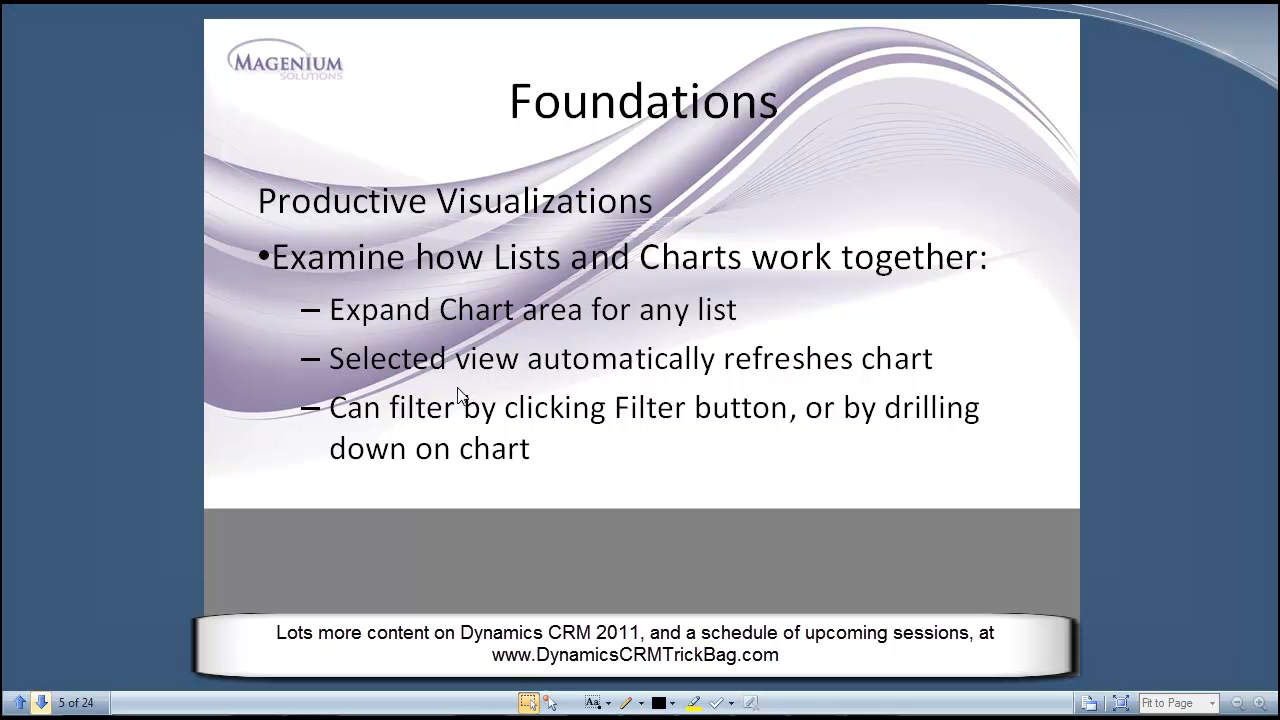 MAGENIUM
SOLUTIONS
Foundations
Productive Visualizations
•Examine how Lists and Charts work together:
– Expand Chart area for any list
– Selected view automatically refreshes chart
– Can filter by clicking Filter button, or by drilling
down on chart
Lots more content on Dynamics CRM 2011, and a schedule of upcoming sessions, at
www.DynamicsCRMTrickBag.com
5 of 24
Aa
Fit to Page